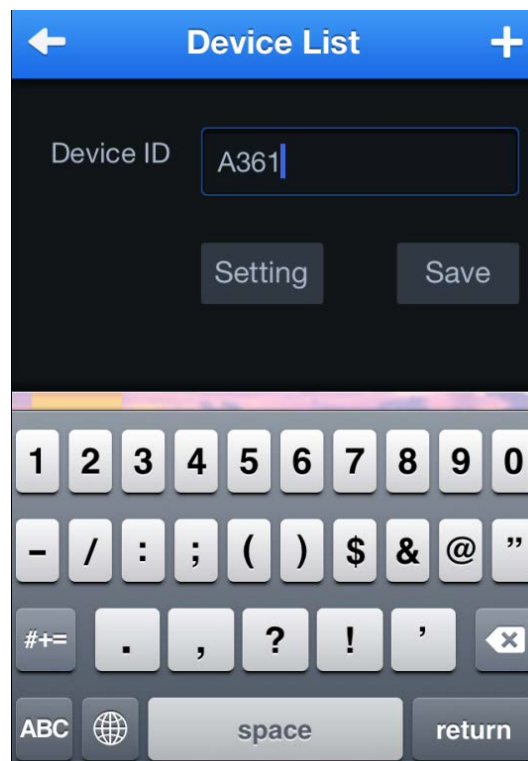 Device List
Device ID A361
Setting Save
1 2 3 4 5 6 7 8 9 0
- / : ; ( ) $ & @ ”
#+= . , ? ! ’
ABC space return